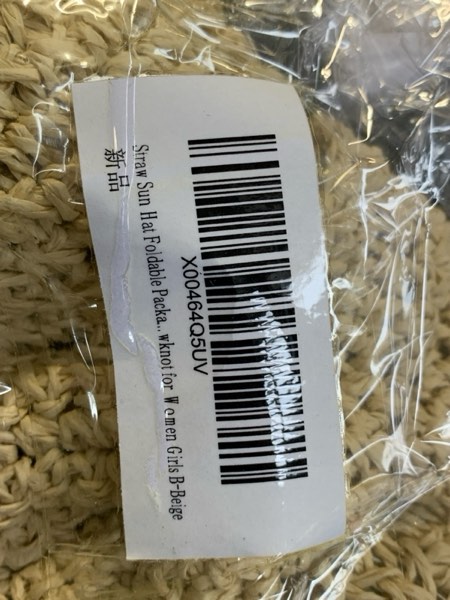 X00464Q5UV
Straw Sun Hat Foldable Packa.. wknot for Women Girls B-Beige
新品